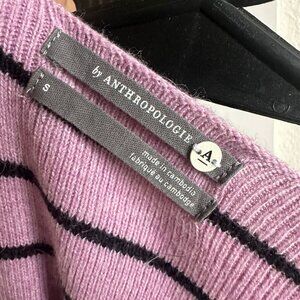 by ANTHROPOLOGIE
A
S
made in cambodia
fabriqué au cambodge